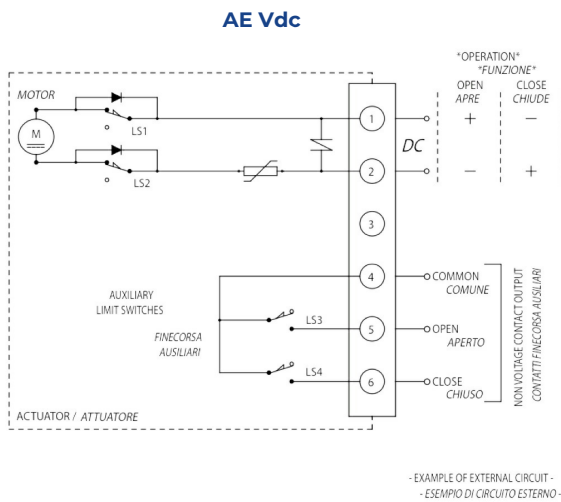 AE Vdc
*OPERATION*
*FUNZIONE*
OPEN CLOSE
APRE CHIUDE
MOTOR
M
LS1
1
DC
+ −
LS2
2
− +
3
4
COMMON
COMUNE
AUXILIARY
LIMIT SWITCHES
FINECORSA
AUSILIARI
LS3
5
OPEN
APERTO
LS4
6
CLOSE
CHIUSO
NON VOLTAGE CONTACT OUTPUT
CONTATTI FINECORSA AUSILIARI
ACTUATOR / ATTUATORE
- EXAMPLE OF EXTERNAL CIRCUIT -
- ESEMPIO DI CIRCUITO ESTERNO -